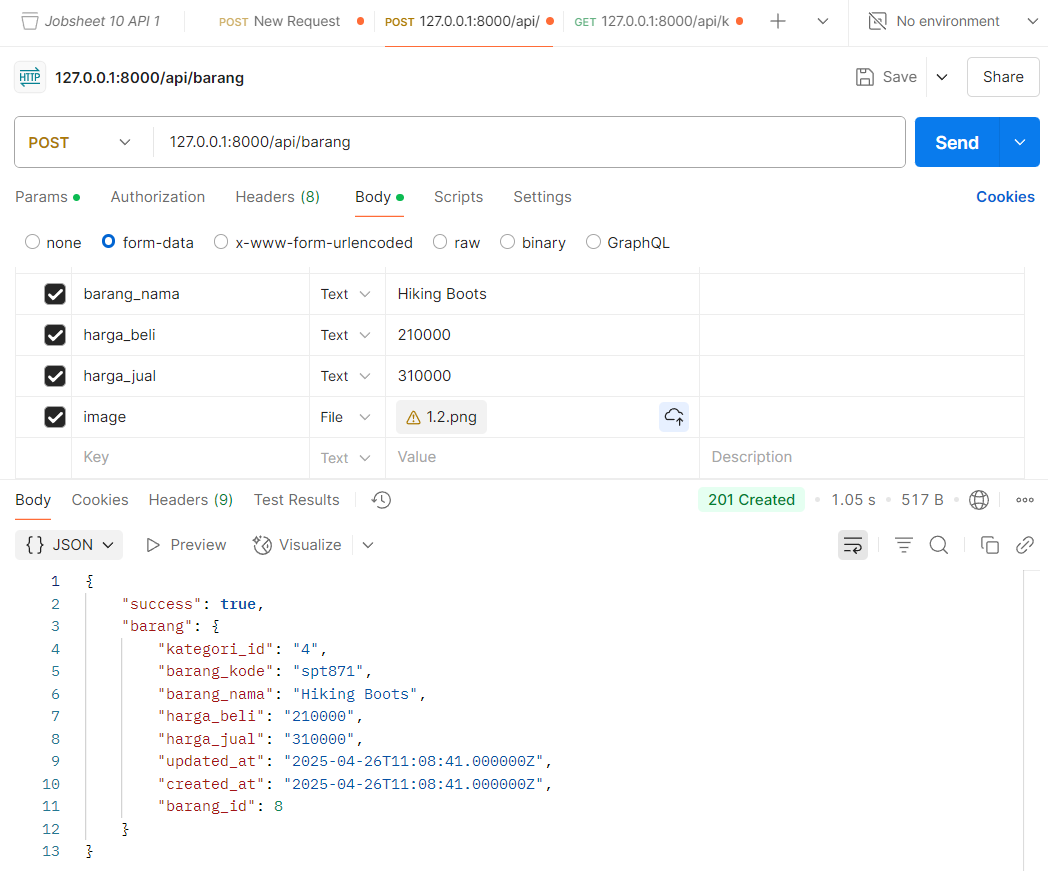 Jobsheet 10 API 1 POST New Request POST 127.0.0.1:8000/api/ GET 127.0.0.1:8000/api/k No environment
HTTP 127.0.0.1:8000/api/barang Save Share
POST 127.0.0.1:8000/api/barang Send
Params Authorization Headers (8) Body Scripts Settings Cookies
none form-data x-www-form-urlencoded raw binary GraphQL
barang_nama Text Hiking Boots
harga_beli Text 210000
harga_jual Text 310000
image File 1.2.png
Key Text Value Description
Body Cookies Headers (9) Test Results 201 Created 1.05 s 517 B
{} JSON Preview Visualize
1 {
2 "success": true,
3 "barang": {
4 "kategori_id": "4",
5 "barang_kode": "spt871",
6 "barang_nama": "Hiking Boots",
7 "harga_beli": "210000",
8 "harga_jual": "310000",
9 "updated_at": "2025-04-26T11:08:41.000000Z",
10 "created_at": "2025-04-26T11:08:41.000000Z",
11 "barang_id": 8
12 }
13 }